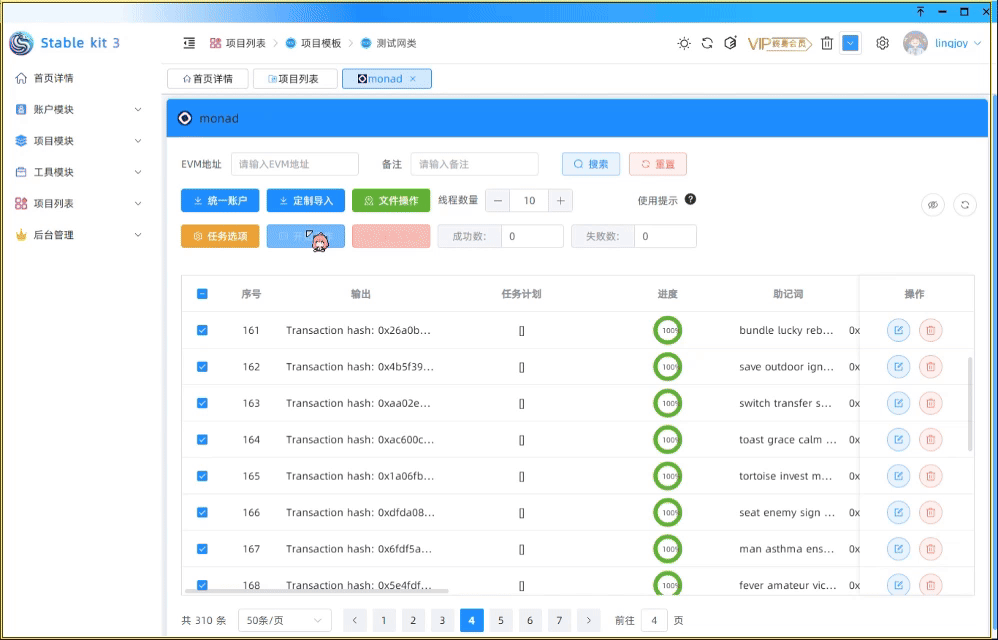 Stable kit 3
项目列表 > 项目模板 > 测试网类
VIP
lingjoy
首页详情
账户模块
项目模块
工具模块
项目列表
后台管理
首页详情 项目列表 monad ×
monad
EVM地址 请输入EVM地址 备注 请输入备注 搜索 重置
统一账户 定制导入 文件操作 线程数量 − 10 + 使用提示
任务选项 成功数: 0 失败数: 0
序号 输出 任务计划 进度 助记词 操作
161 Transaction hash: 0x26a0b... [] 100% bundle lucky reb... 0x
162 Transaction hash: 0x4b5f39... [] 100% save outdoor ign... 0x
163 Transaction hash: 0xaa02e... [] 100% switch transfer s... 0x
164 Transaction hash: 0xac600c... [] 100% toast grace calm ... 0x
165 Transaction hash: 0x1a06fb... [] 100% tortoise invest m... 0x
166 Transaction hash: 0xdfda08... [] 100% seat enemy sign ... 0x
167 Transaction hash: 0x6fdf5a... [] 100% man asthma ens... 0x
168 Transaction hash: 0x5e4fdf... [] 100% fever amateur vic... 0x
共 310 条 50条/页 < 1 2 3 4 5 6 7 > 前往 4 页